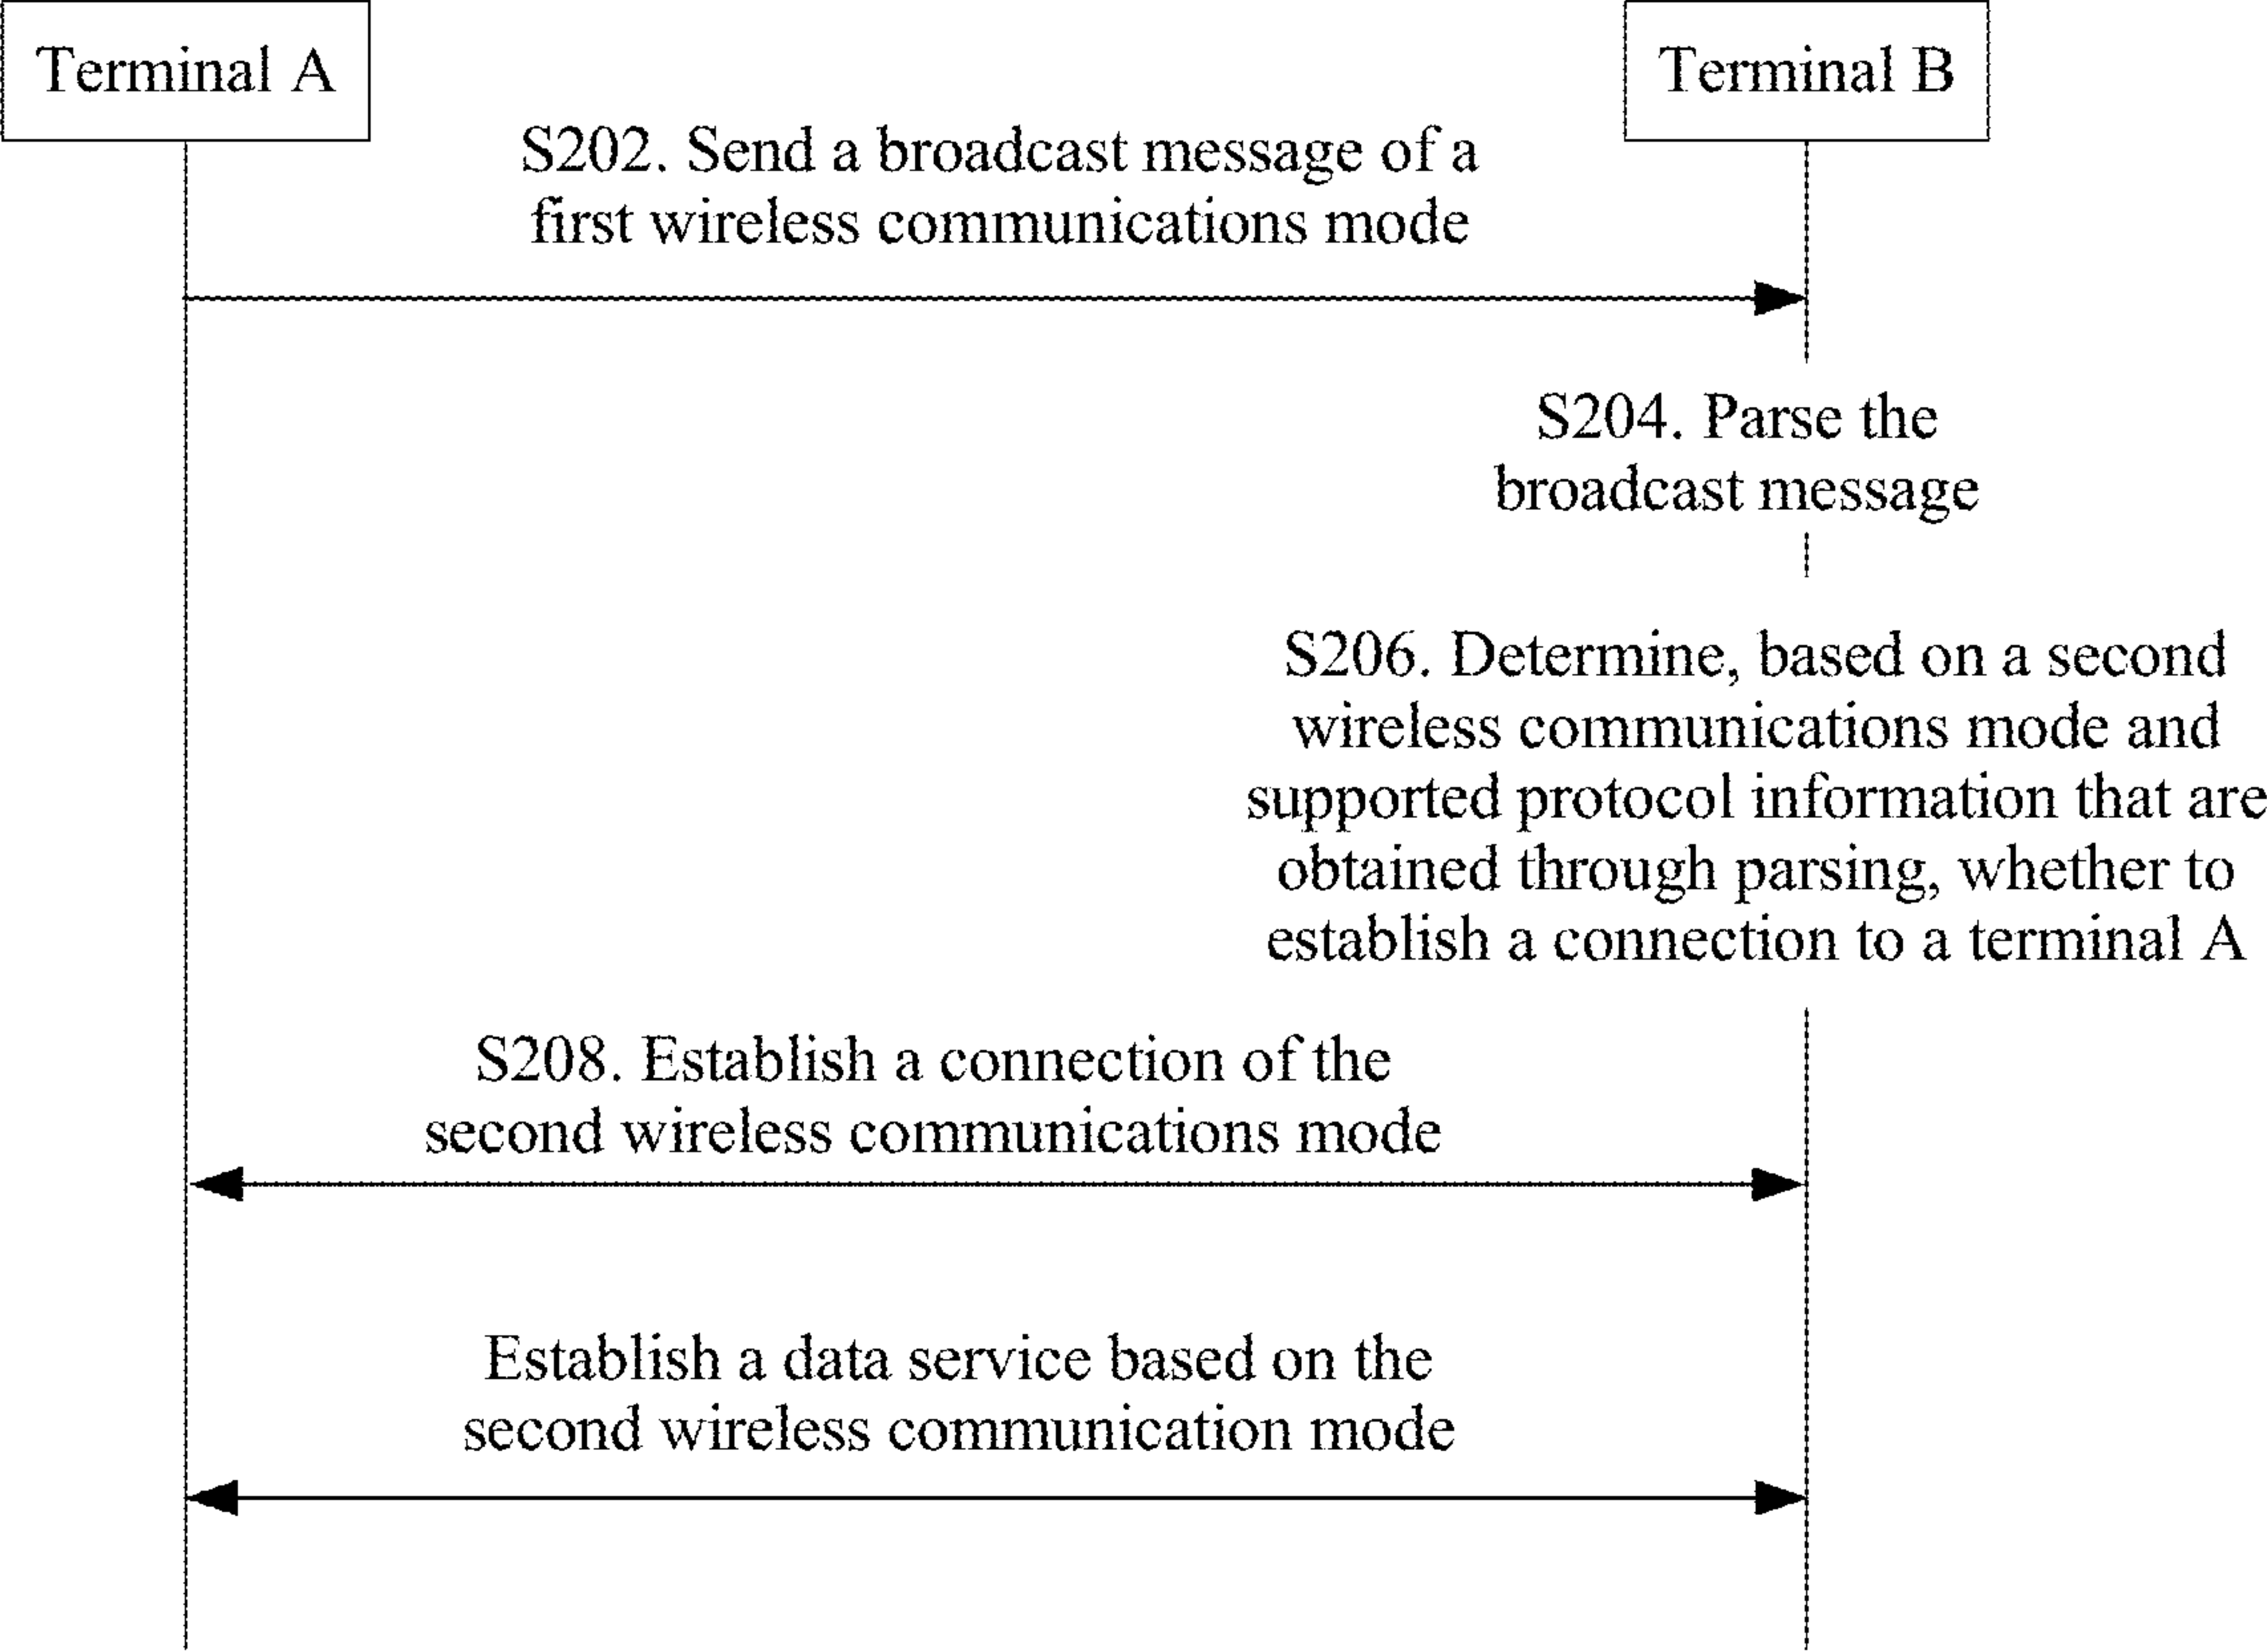 Terminal A
Terminal B
S202. Send a broadcast message of a
first wireless communications mode
S204. Parse the
broadcast message
S206. Determine, based on a second
wireless communications mode and
supported protocol information that are
obtained through parsing, whether to
establish a connection to a terminal A
S208. Establish a connection of the
second wireless communications mode
Establish a data service based on the
second wireless communication mode